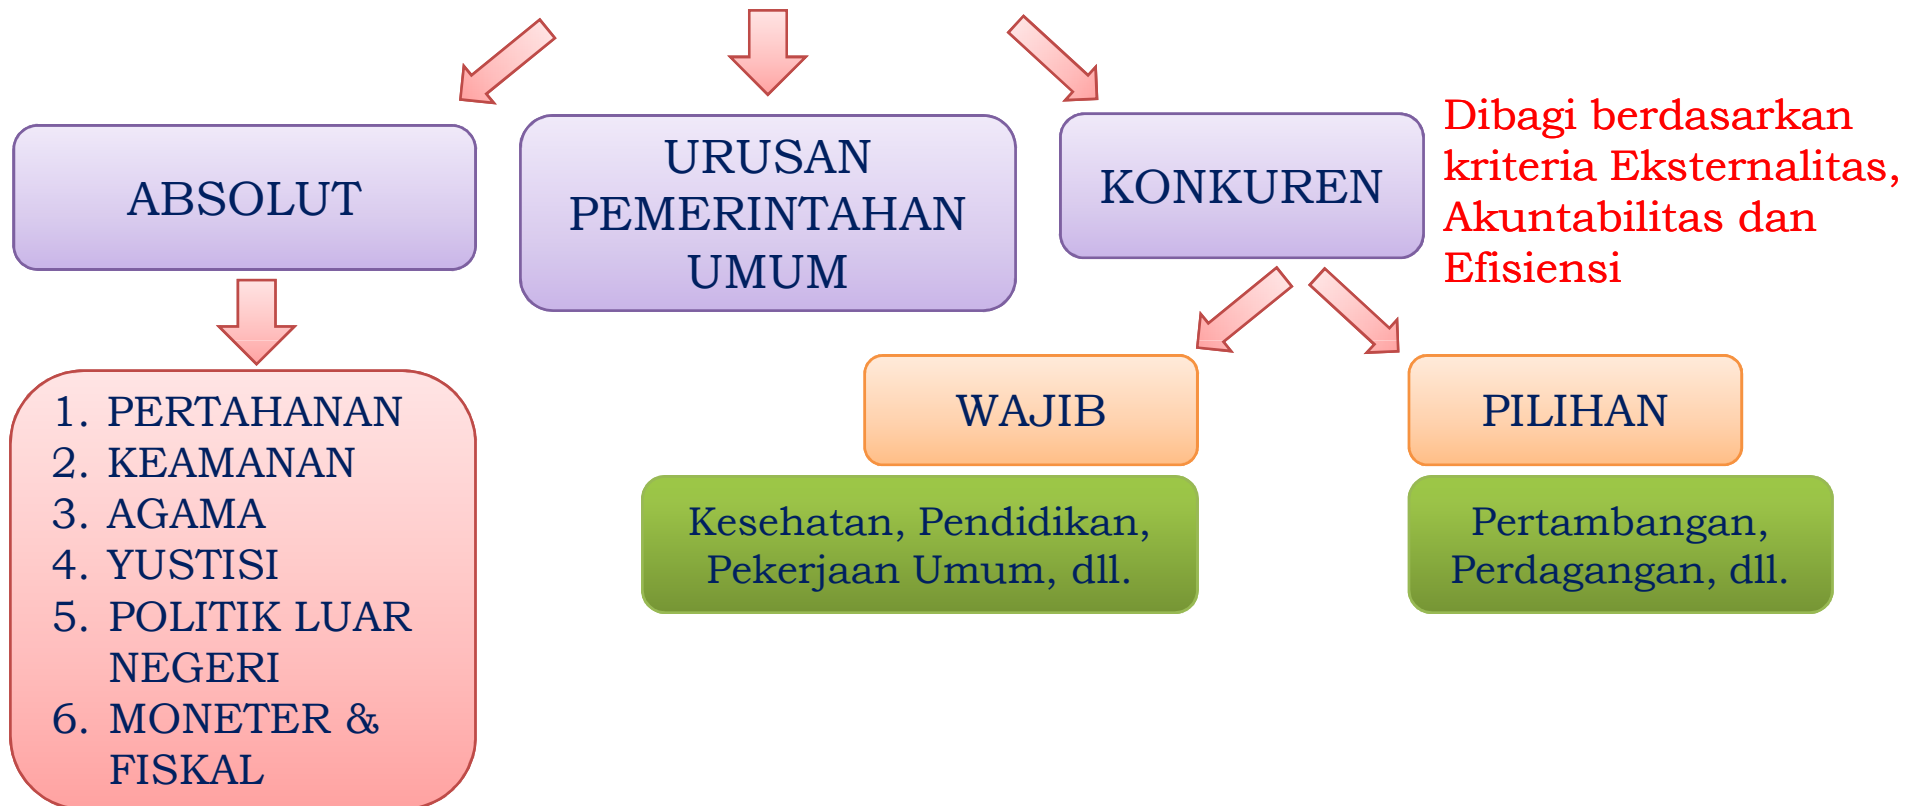 ABSOLUT
URUSAN
PEMERINTAHAN
UMUM
KONKUREN
Dibagi berdasarkan
kriteria Eksternalitas,
Akuntabilitas dan
Efisiensi
1. PERTAHANAN
2. KEAMANAN
3. AGAMA
4. YUSTISI
5. POLITIK LUAR
NEGERI
6. MONETER &
FISKAL
WAJIB
Kesehatan, Pendidikan,
Pekerjaan Umum, dll.
PILIHAN
Pertambangan,
Perdagangan, dll.